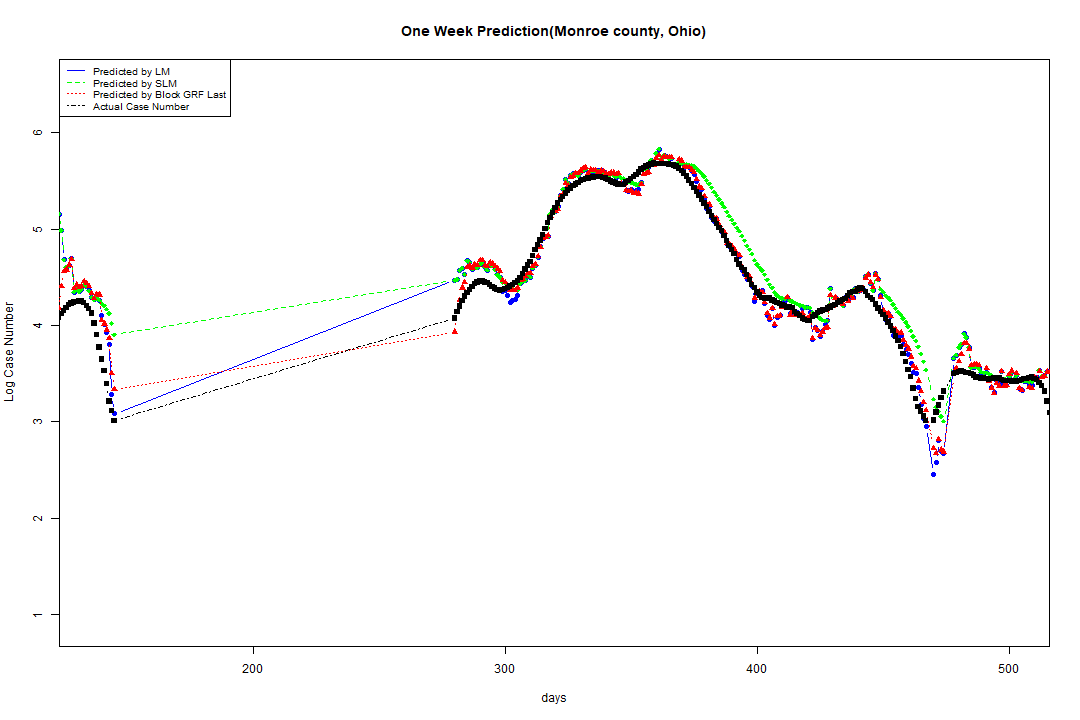 One Week Prediction(Monroe county, Ohio)
Predicted by LM
Predicted by SLM
Predicted by Block GRF Last
Actual Case Number
6
5
4
3
2
1
Log Case Number
200 300 400 500
days